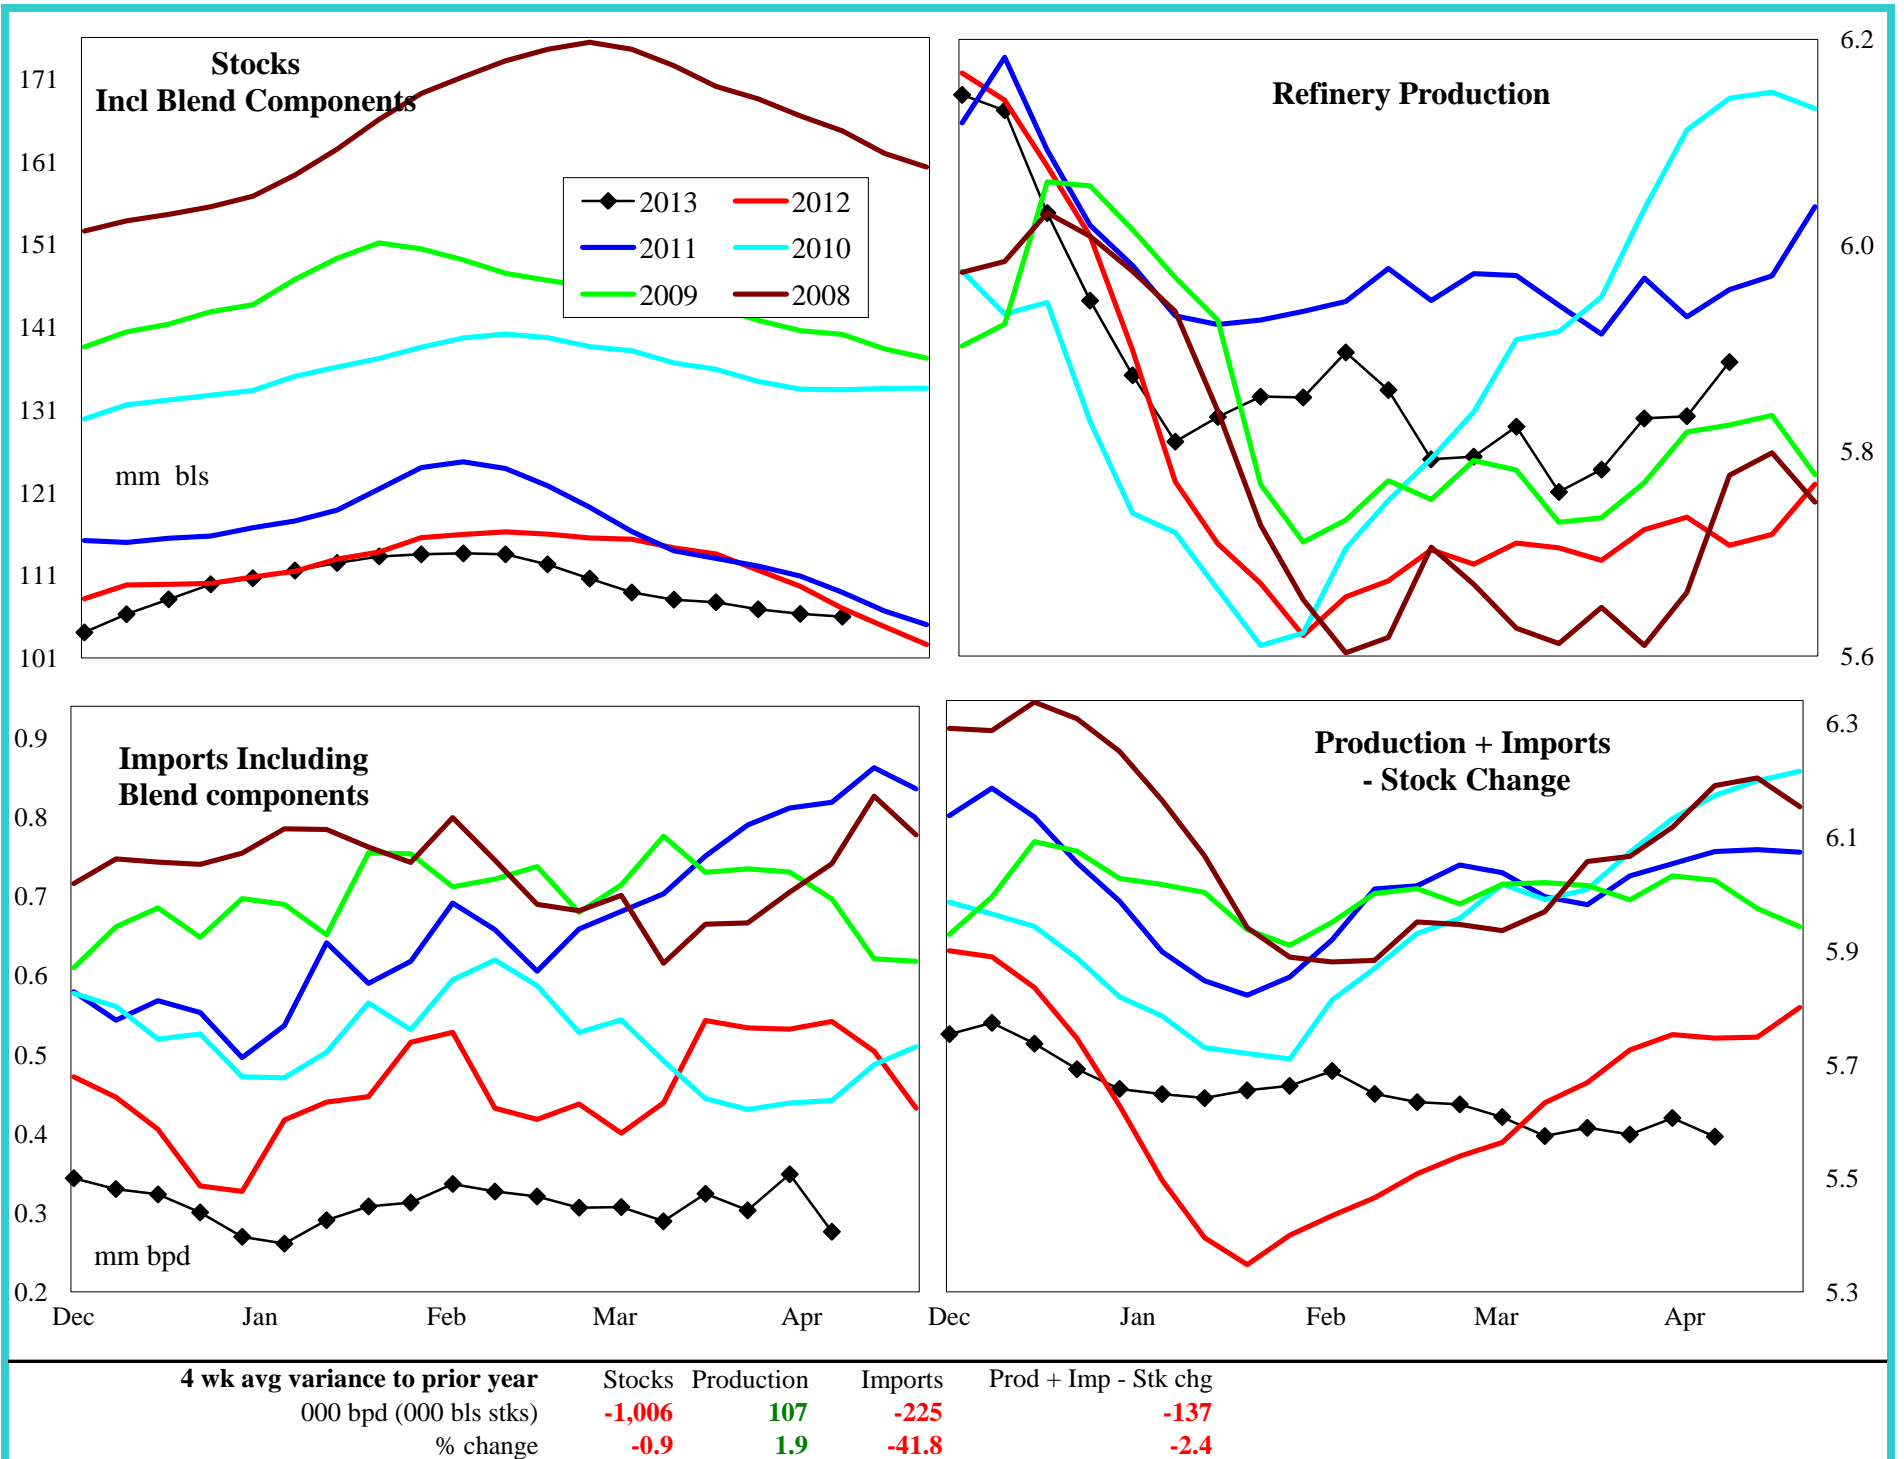 Stocks
Incl Blend Components
171
161
151
141
131
121
111
101
mm bls
2013
2012
2011
2010
2009
2008
Refinery Production
6.2
6.0
5.8
5.6
Imports Including
Blend components
0.9
0.8
0.7
0.6
0.5
0.4
0.3
0.2
mm bpd
Dec Jan Feb Mar Apr
Production + Imports
- Stock Change
6.3
6.1
5.9
5.7
5.5
5.3
Dec Jan Feb Mar Apr
4 wk avg variance to prior year Stocks Production Imports Prod + Imp - Stk chg
000 bpd (000 bls stks) -1,006 107 -225 -137
% change -0.9 1.9 -41.8 -2.4